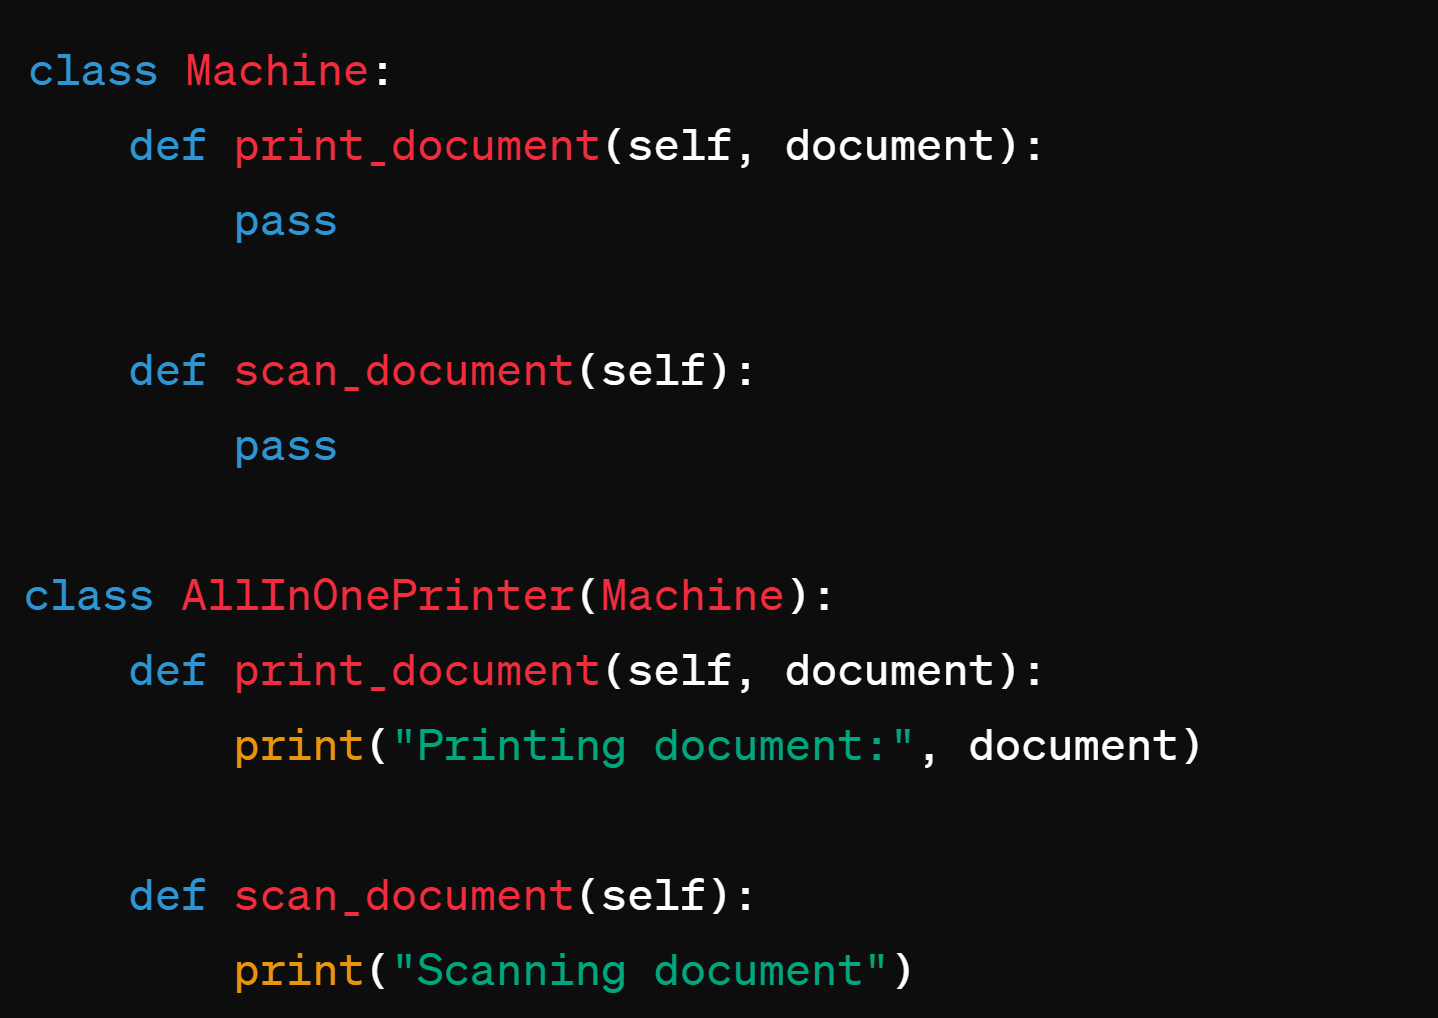 class Machine:
    def print_document(self, document):
        pass

    def scan_document(self):
        pass

class AllInOnePrinter(Machine):
    def print_document(self, document):
        print("Printing document:", document)

    def scan_document(self):
        print("Scanning document")